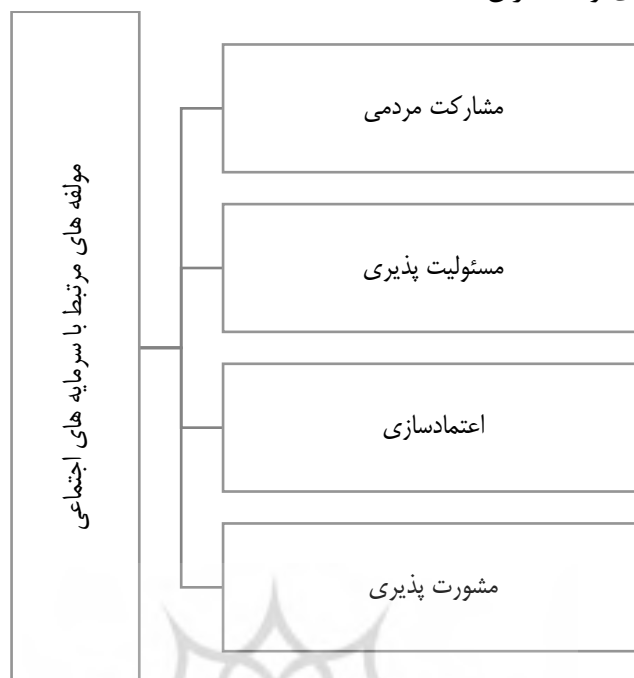 مولفه های مرتبط با سرمایه های اجتماعی
مشارکت مردمی
مسئولیت پذیری
اعتمادسازی
مشورت پذیری